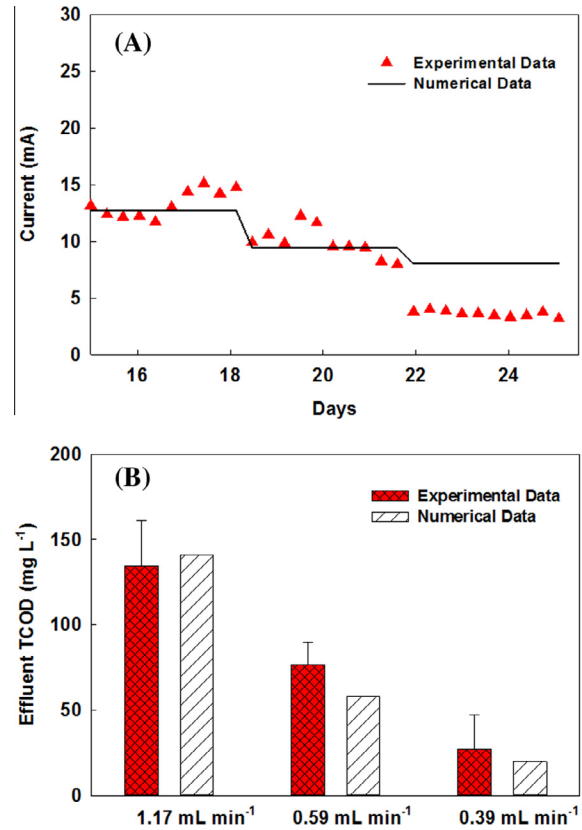 (A)
Experimental Data
Numerical Data
Current (mA)
30
25
20
15
10
5
0
16 18 20 22 24
Days
(B)
Experimental Data
Numerical Data
Effluent TCOD (mg L⁻¹)
200
150
100
50
0
1.17 mL min⁻¹ 0.59 mL min⁻¹ 0.39 mL min⁻¹